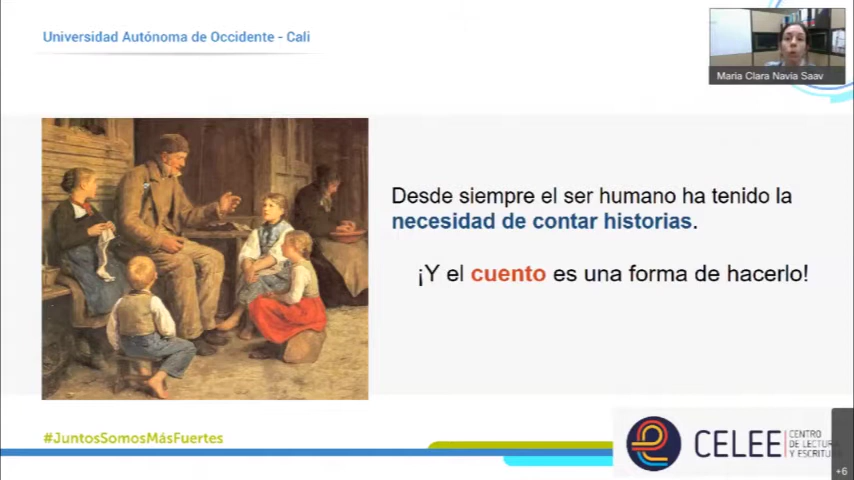 Universidad Autónoma de Occidente - Cali
Maria Clara Navia Saav
Desde siempre el ser humano ha tenido la
necesidad de contar historias.
¡Y el cuento es una forma de hacerlo!
#JuntosSomosMásFuertes
CELEE
CENTRO
DE LECTURA
Y ESCRITURA
+6